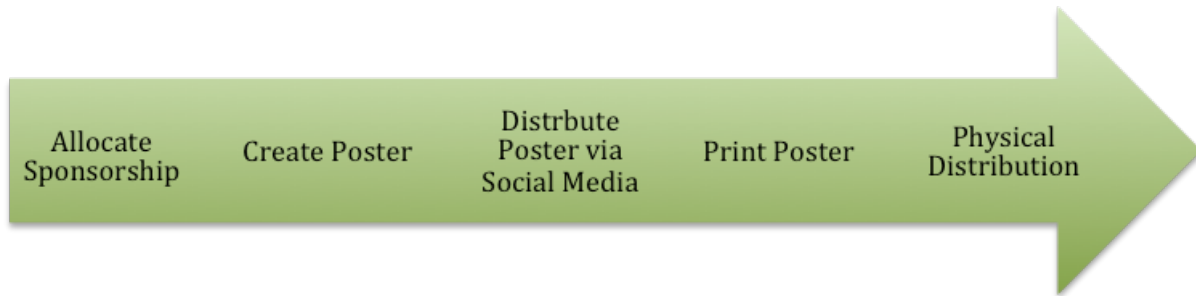 Allocate
Sponsorship
Create Poster
Distrbute
Poster via
Social Media
Print Poster
Physical
Distribution